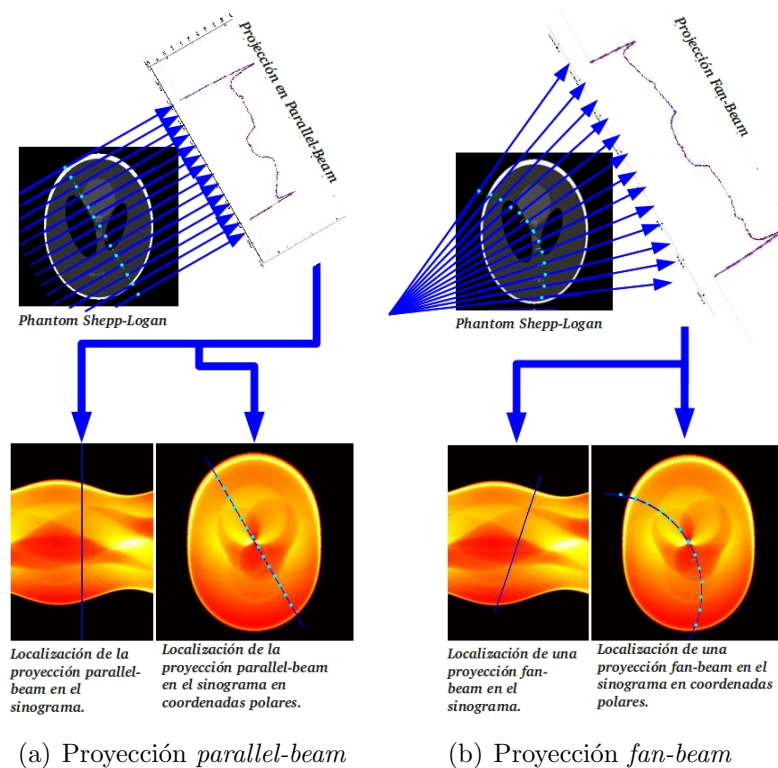 Projección en Parallel-Beam
Phantom Shepp-Logan
Localización de la
proyección parallel-
beam en el
sinograma.
Localización de la
proyección parallel-beam
en el sinograma en
coordenadas polares.
(a) Proyección parallel-beam
Projección Fan-Beam
Phantom Shepp-Logan
Localización de una
proyección fan-
beam en el
sinograma.
Localización de una
proyección fan-beam en el
sinograma en coordenadas
polares.
(b) Proyección fan-beam